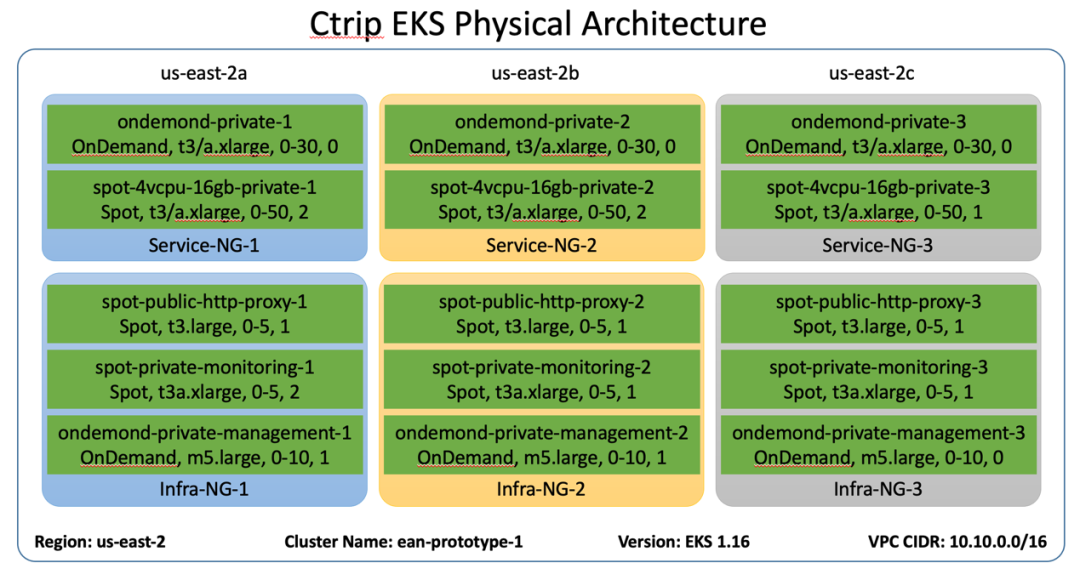 Ctrip EKS Physical Architecture
us-east-2a
us-east-2b
us-east-2c
ondemond-private-1
OnDemand, t3/a.xlarge, 0-30, 0
spot-4vcpu-16gb-private-1
Spot, t3/a.xlarge, 0-50, 2
Service-NG-1
ondemond-private-2
OnDemand, t3/a.xlarge, 0-30, 0
spot-4vcpu-16gb-private-2
Spot, t3/a.xlarge, 0-50, 2
Service-NG-2
ondemond-private-3
OnDemand, t3/a.xlarge, 0-30, 0
spot-4vcpu-16gb-private-3
Spot, t3/a.xlarge, 0-50, 1
Service-NG-3
spot-public-http-proxy-1
Spot, t3.large, 0-5, 1
spot-private-monitoring-1
Spot, t3a.xlarge, 0-5, 2
ondemond-private-management-1
OnDemand, m5.large, 0-10, 1
Infra-NG-1
spot-public-http-proxy-2
Spot, t3.large, 0-5, 1
spot-private-monitoring-2
Spot, t3a.xlarge, 0-5, 1
ondemond-private-management-2
OnDemand, m5.large, 0-10, 1
Infra-NG-2
spot-public-http-proxy-3
Spot, t3.large, 0-5, 1
spot-private-monitoring-3
Spot, t3a.xlarge, 0-5, 1
ondemond-private-management-3
OnDemand, m5.large, 0-10, 0
Infra-NG-3
Region: us-east-2
Cluster Name: ean-prototype-1
Version: EKS 1.16
VPC CIDR: 10.10.0.0/16